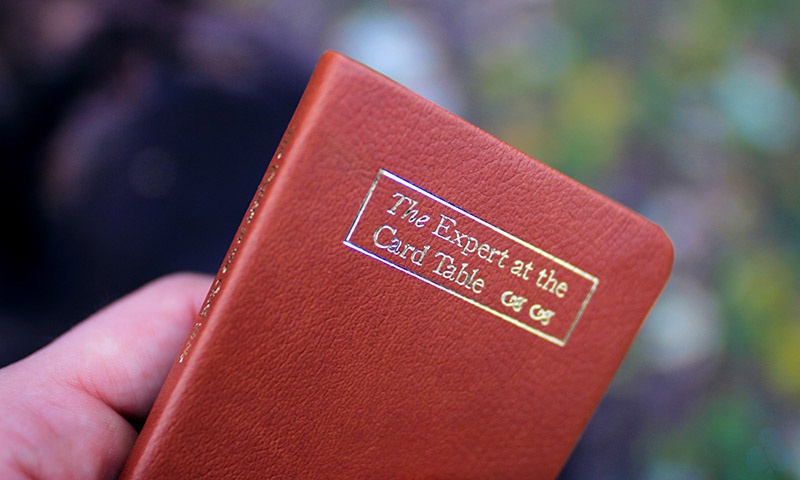 The Expert at the
Card Table